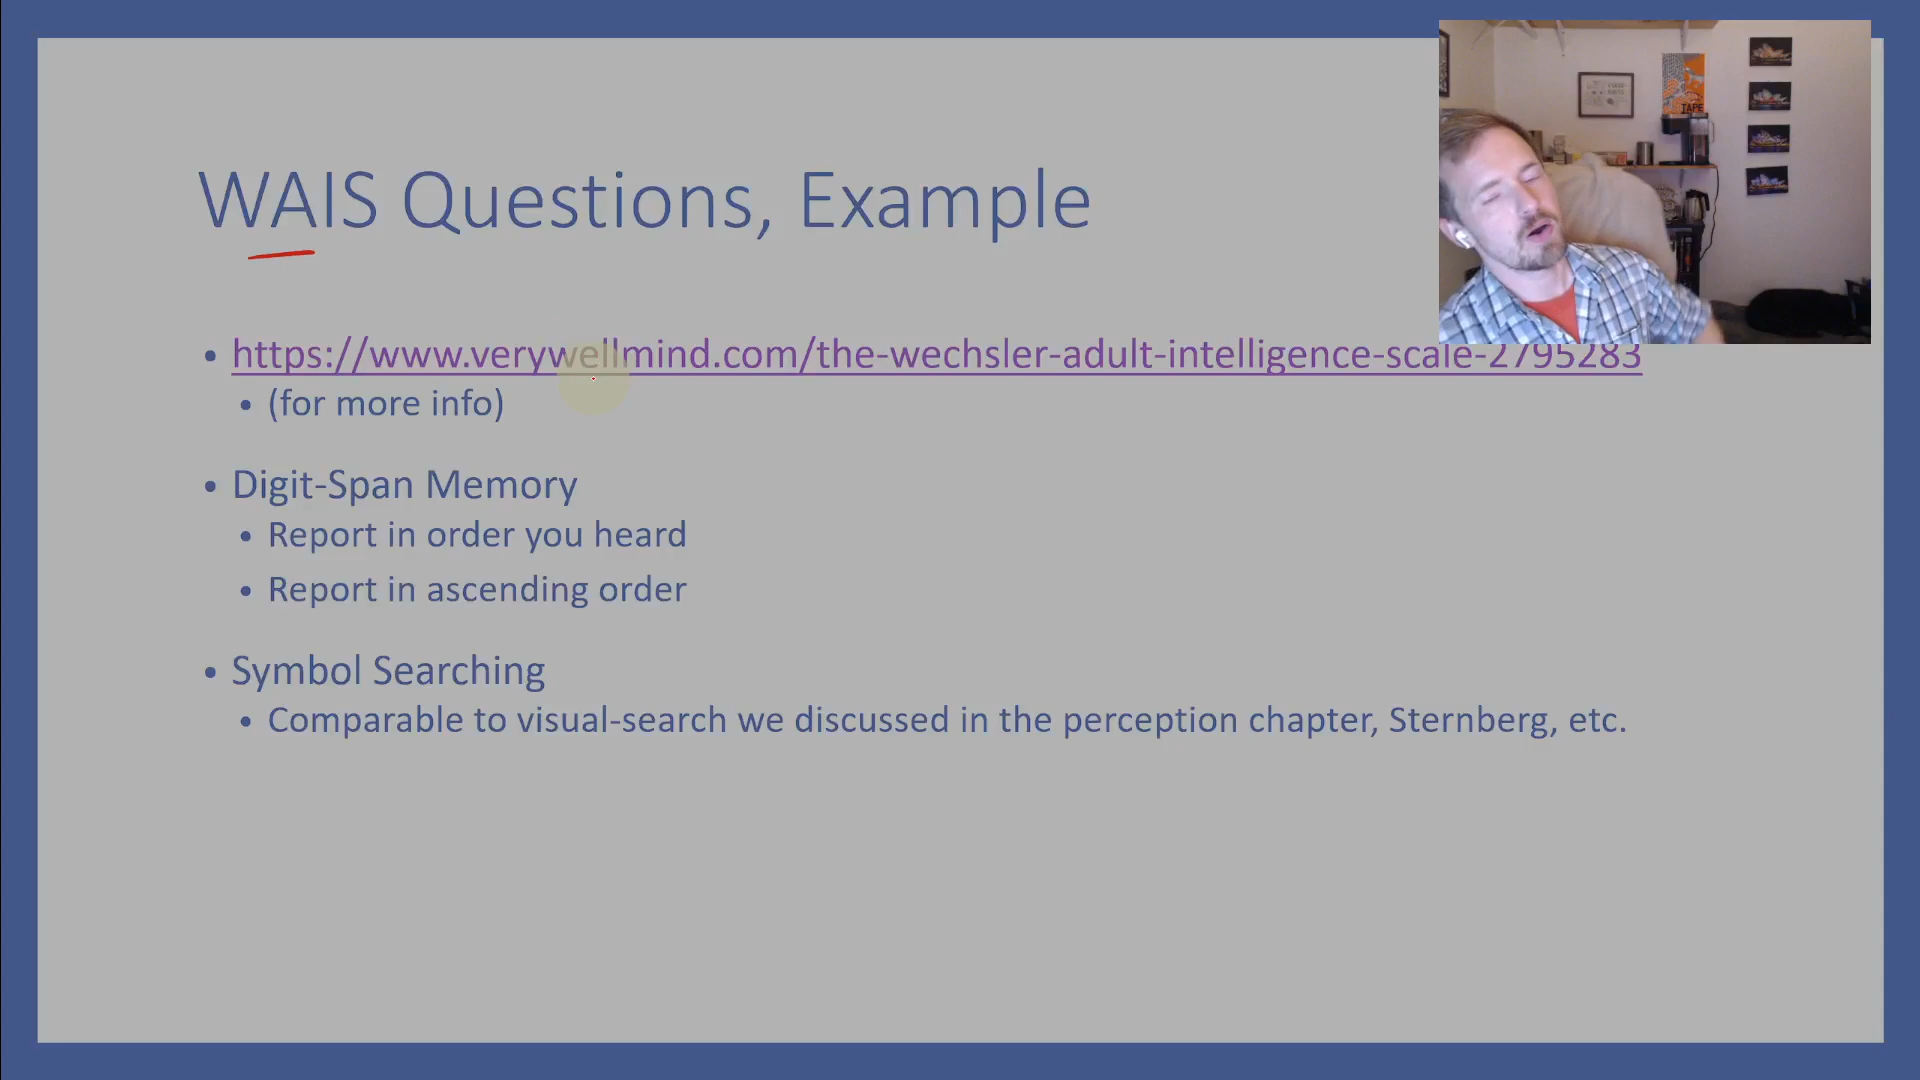 WAIS Questions, Example
TAPE
• https://www.verywellmind.com/the-wechsler-adult-intelligence-scale-2795283
• (for more info)
• Digit-Span Memory
• Report in order you heard
• Report in ascending order
• Symbol Searching
• Comparable to visual-search we discussed in the perception chapter, Sternberg, etc.